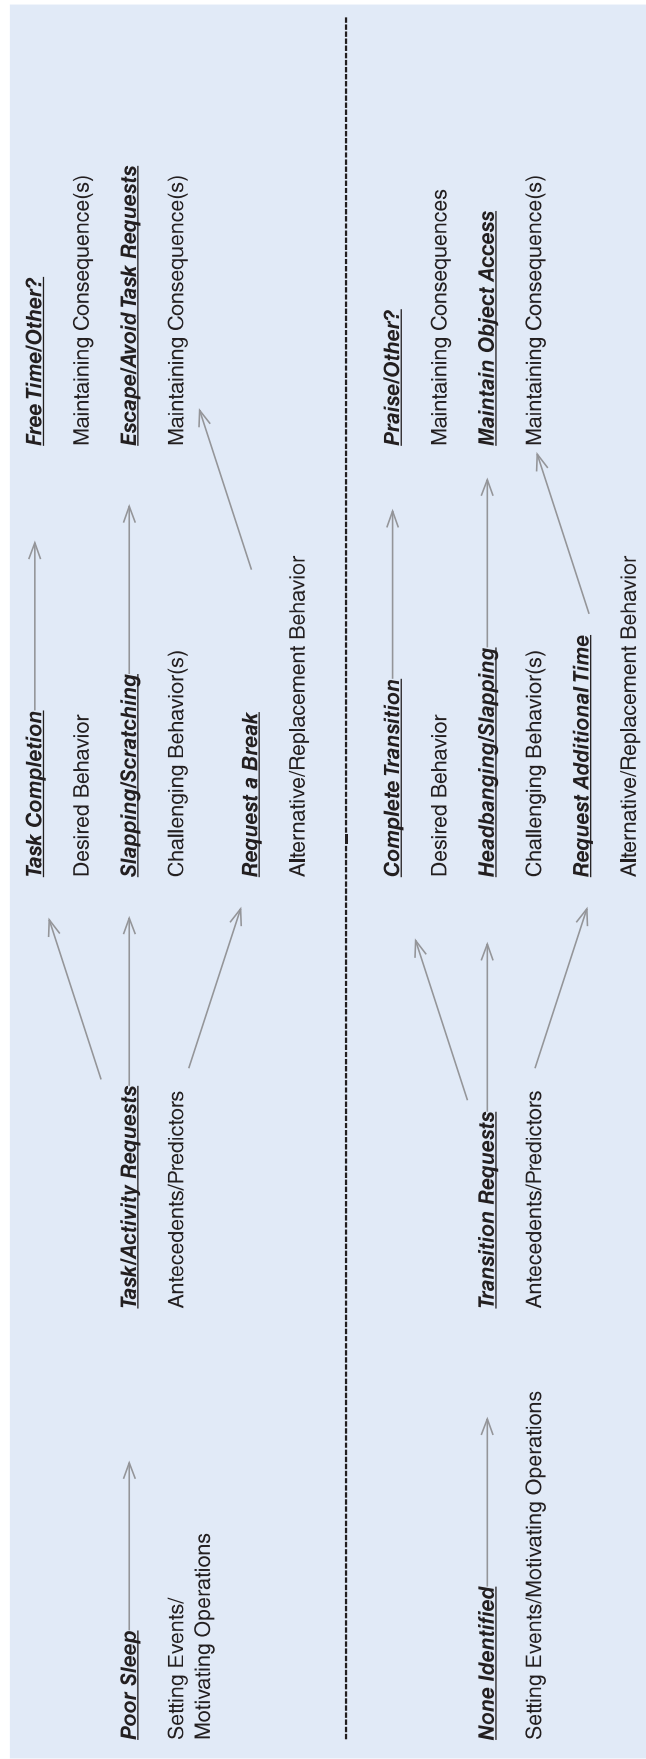 Task Completion
Free Time/Other?
Desired Behavior
Maintaining Consequence(s)
Poor Sleep
Task/Activity Requests
Slapping/Scratching
Escape/Avoid Task Requests
Setting Events/
Motivating Operations
Antecedents/Predictors
Challenging Behavior(s)
Maintaining Consequence(s)
Request a Break
Alternative/Replacement Behavior
Complete Transition
Praise/Other?
Desired Behavior
Maintaining Consequences
None Identified
Transition Requests
Headbanging/Slapping
Maintain Object Access
Setting Events/Motivating Operations
Antecedents/Predictors
Challenging Behavior(s)
Maintaining Consequence(s)
Request Additional Time
Alternative/Replacement Behavior